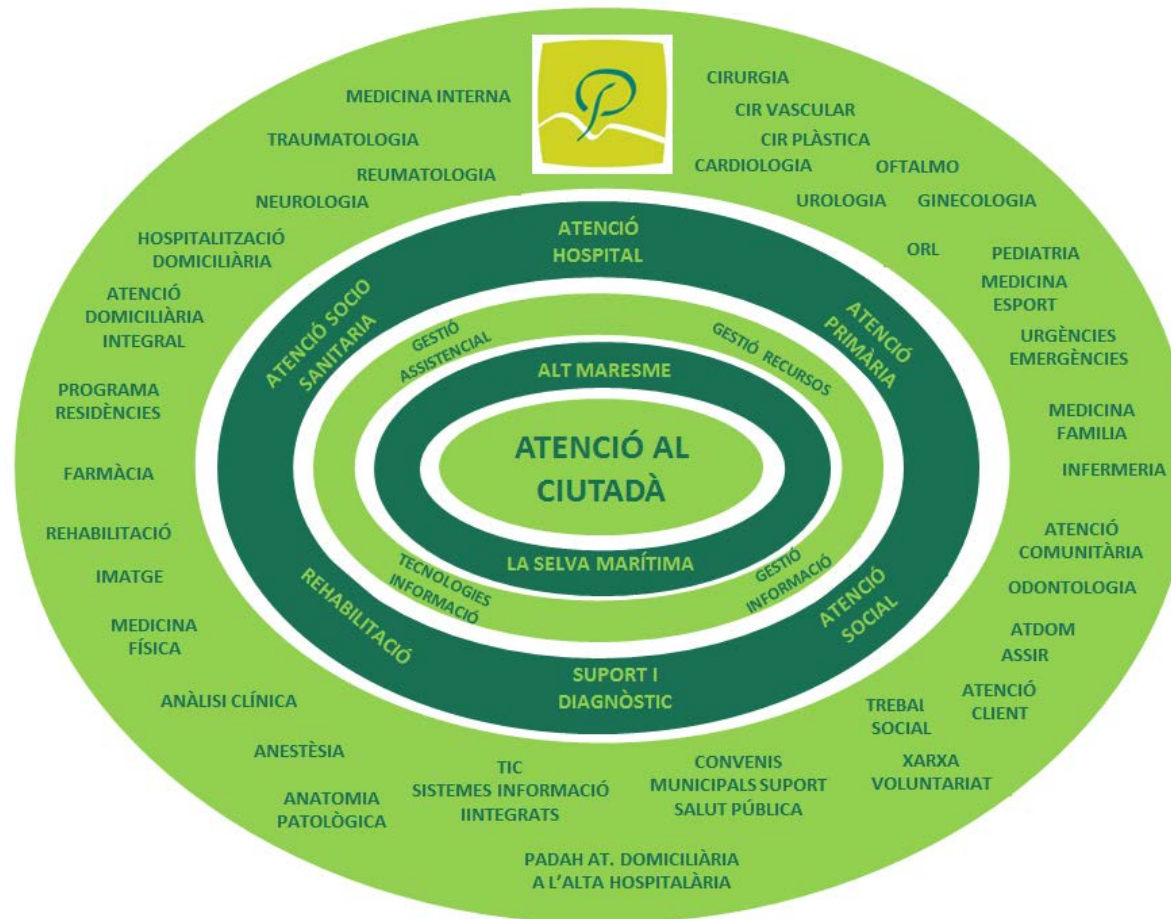 MEDICINA INTERNA
TRAUMATOLOGIA
REUMATOLOGIA
NEUROLOGIA
HOSPITALITZACIÓ
DOMICILIÀRIA
ATENCIÓ
DOMICILIÀRIA
INTEGRAL
PROGRAMA
RESIDÈNCIES
FARMÀCIA
REHABILITACIÓ
IMATGE
MEDICINA
FÍSICA
ANÀLISI CLÍNICA
ANESTÈSIA
ANATOMIA
PATOLÒGICA
TIC
SISTEMES INFORMACIÓ
IINTEGRATS
PADAH AT. DOMICILIÀRIA
A L'ALTA HOSPITALÀRIA
CONVENIS
MUNICIPALS SUPORT
SALUT PÚBLICA
XARXA
VOLUNTARIAT
TREBAL
SOCIAL
ATENCIÓ
CLIENT
ATDOM
ASSIR
ODONTOLOGIA
ATENCIÓ
COMUNITÀRIA
INFERMERIA
MEDICINA
FAMILIA
URGÈNCIES
EMERGÈNCIES
MEDICINA
ESPORT
PEDIATRIA
ORL
GINECOLOGIA
UROLOGIA
OFTALMO
CARDIOLOGIA
CIR PLÀSTICA
CIR VASCULAR
CIRURGIA
ATENCIÓ
HOSPITAL
ATENCIÓ
PRIMÀRIA
ATENCIÓ
SOCIAL
SUPORT I
DIAGNÒSTIC
REHABILITACIÓ
ATENCIÓ SOCIO
SANITARIA
GESTIÓ
ASSISTENCIAL
GESTIÓ RECURSOS
GESTIÓ
INFORMACIÓ
TECNOLOGIES
INFORMACIÓ
ALT MARESME
LA SELVA MARÍTIMA
ATENCIÓ AL
CIUTADÀ